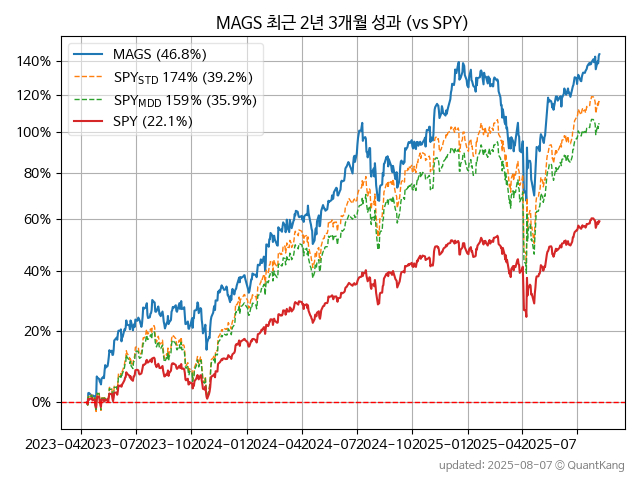 MAGS 최근 2년 3개월 성과 (vs SPY)
MAGS (46.8%)
SPY_STD 174% (39.2%)
SPY_MDD 159% (35.9%)
SPY (22.1%)
140%
120%
100%
80%
60%
40%
20%
0%
2023-04 2023-07 2023-10 2024-01 2024-04 2024-07 2024-10 2025-01 2025-04 2025-07
updated: 2025-08-07 © QuantKang